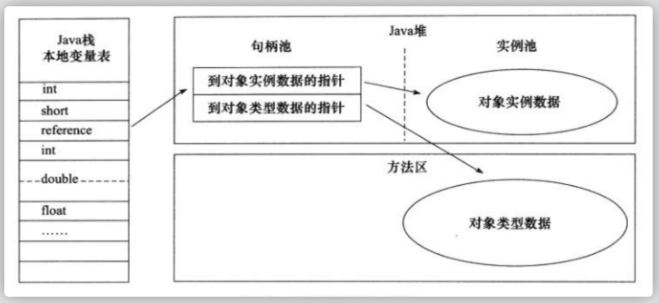 Java栈
本地变量表
int
short
reference
int
double
float
......
Java堆
句柄池
实例池
到对象实例数据的指针
到对象类型数据的指针
对象实例数据
方法区
对象类型数据